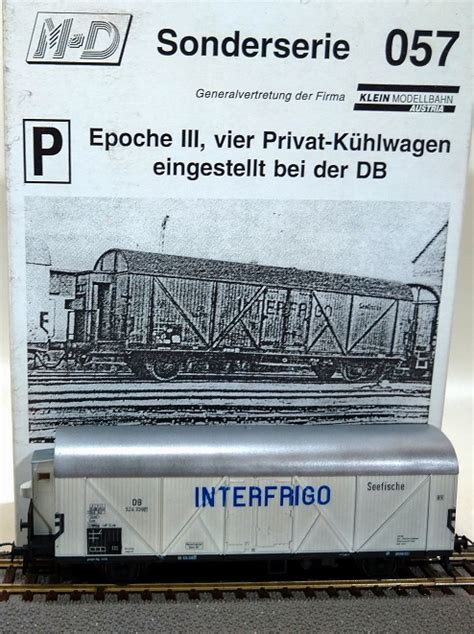 M+D Sonderserie 057
Generalvertretung der Firma KLEIN MODELLBAHN
AUSTRIA
P Epoche III, vier Privat-Kühlwagen
eingestellt bei der DB
INTERFRIGO Seefische
INTERFRIGO Seefische
DB